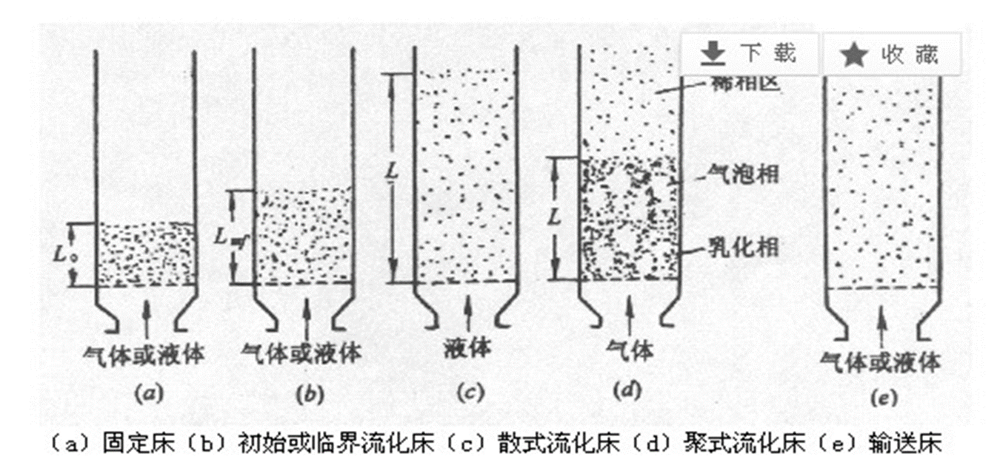 下载 收藏
稀相区
气泡相
乳化相
L
L
L₀
L_mf
气体或液体
气体或液体
液体
气体
气体或液体
(a)
(b)
(c)
(d)
(e)
(a)固定床(b)初始或临界流化床(c)散式流化床(d)聚式流化床(e)输送床